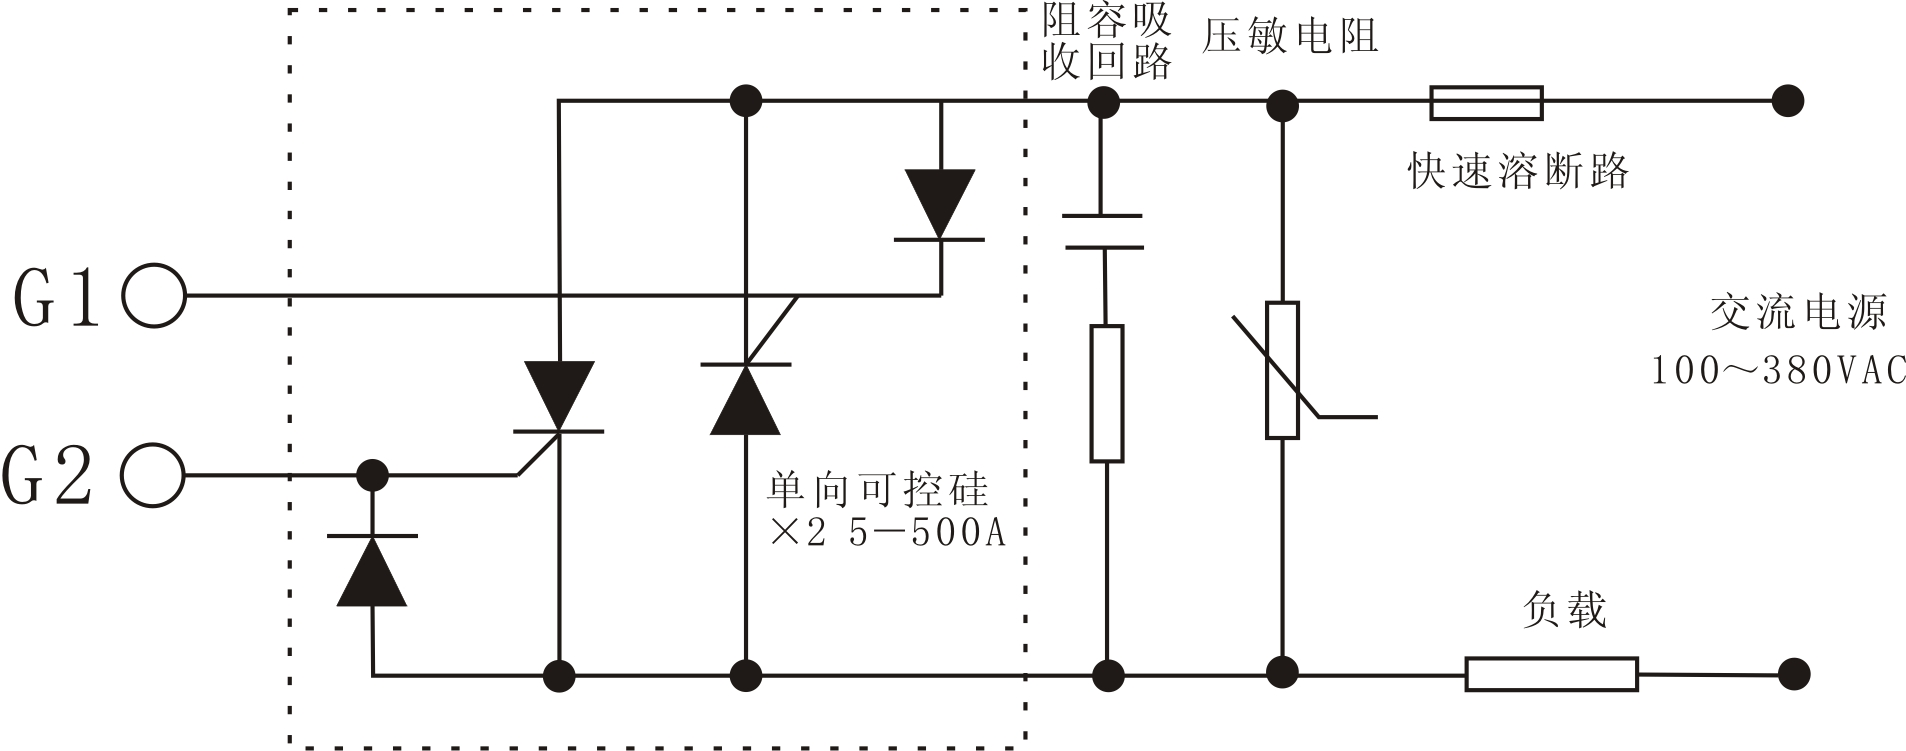 阻容吸
收回路
压敏电阻
快速溶断路
G1
交流电源
100～380VAC
G2
单向可控硅
×2 5—500A
负载